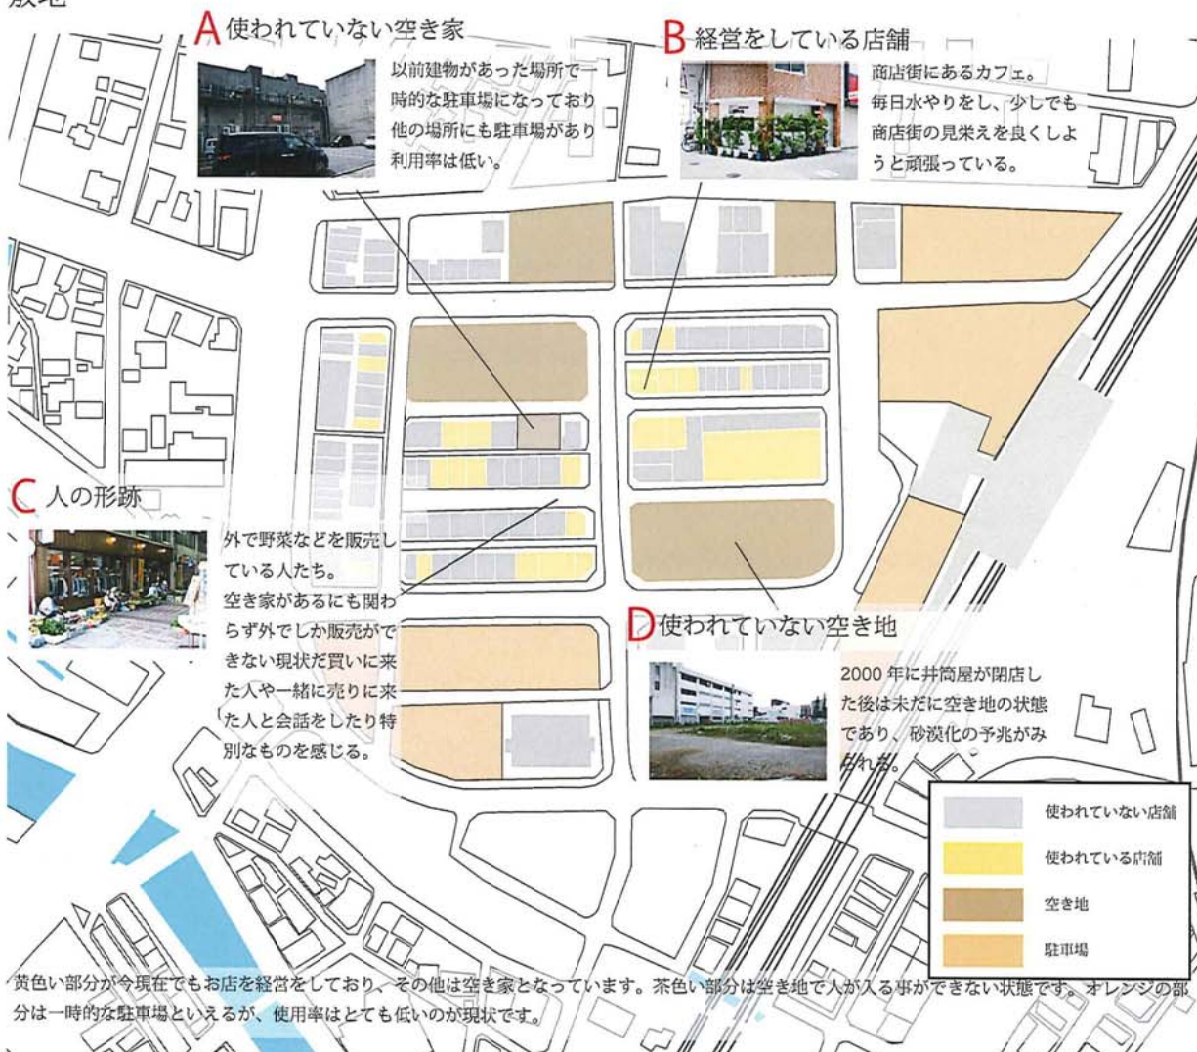 敷地
A 使われていない空き家
以前建物があった場所で一
時的な駐車場になっており
他の場所にも駐車場があり
利用率は低い。
B 経営をしている店舗
商店街にあるカフェ。
毎日水やりをし、少しでも
商店街の見栄えを良くしよ
うと頑張っている。
C 人の形跡
外で野菜などを販売し
ている人たち。
空き家があるにも関わ
らず外でしか販売がで
きない現状だ買いに来
た人や一緒に売りに来
た人と会話をしたり特
別なものを感じる。
D 使われていない空き地
2000 年に井筒屋が閉店し
た後は未だに空き地の状態
であり、砂漠化の予兆がみ
られる。
使われていない店舗
使われている店舗
空き地
駐車場
黄色い部分が今現在でもお店を経営をしており、その他は空き家となっています。茶色い部分は空き地で人が入る事ができない状態です。オレンジの部
分は一時的な駐車場といえるが、使用率はとても低いのが現状です。